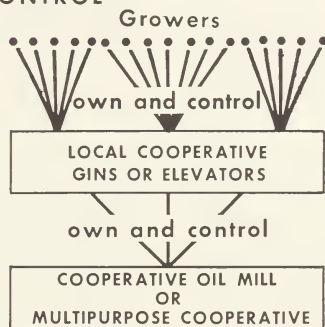 Growers
own and control
LOCAL COOPERATIVE
GINS OR ELEVATORS
own and control
COOPERATIVE OIL MILL
OR
MULTIPURPOSE COOPERATIVE